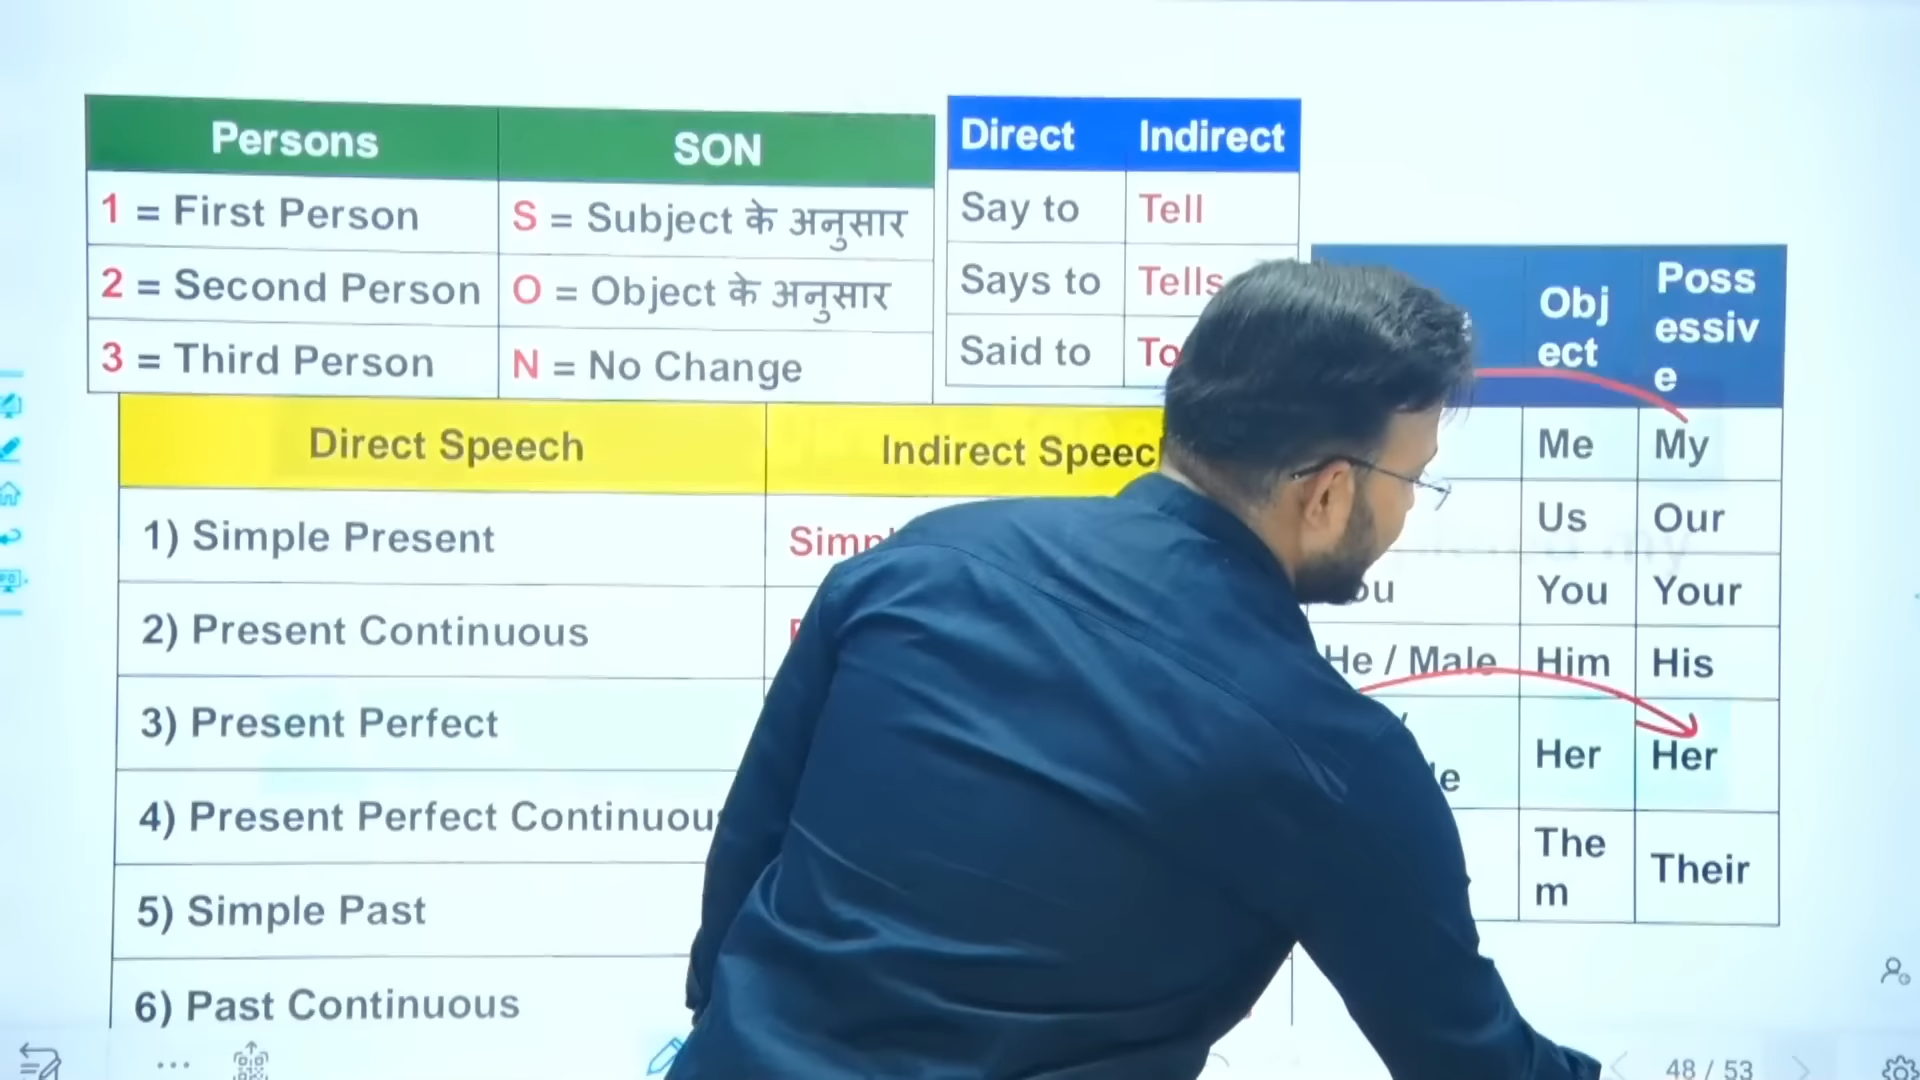 Persons SON
1 = First Person S = Subject के अनुसार
2 = Second Person O = Object के अनुसार
3 = Third Person N = No Change
Direct Indirect
Say to Tell
Says to Tells
Said to
Obj
ect
Poss
essiv
e
Me My
Us Our
You Your
He / Male Him His
Her Her
The
m
Their
Direct Speech Indirect
1) Simple Present
2) Present Continuous
3) Present Perfect
4) Present Perfect
5) Simple Past
6) Past Continuous
48 / 53